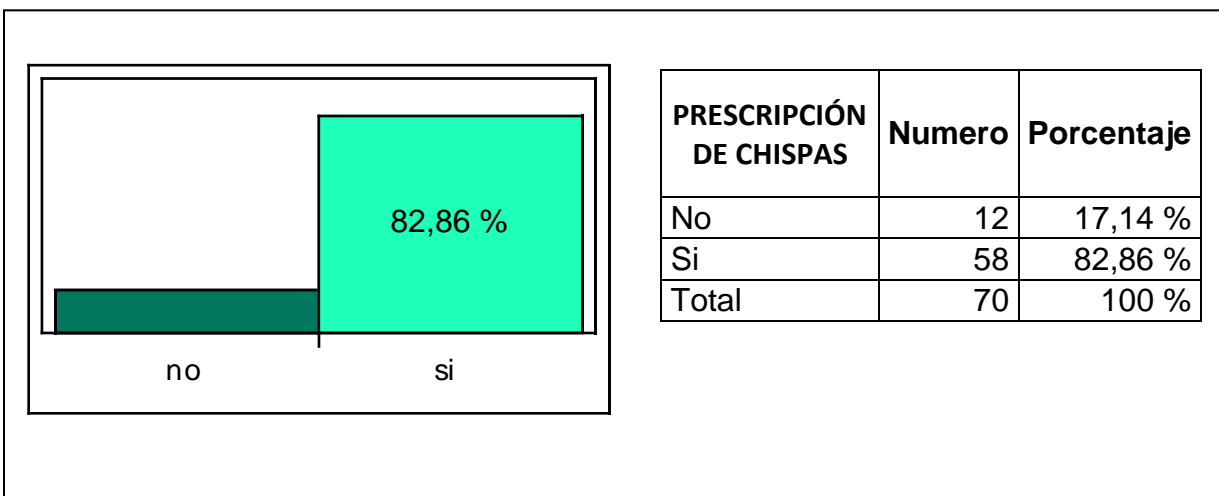 82,86 %
no si
PRESCRIPCIÓN
DE CHISPAS Numero Porcentaje
No 12 17,14 %
Si 58 82,86 %
Total 70 100 %